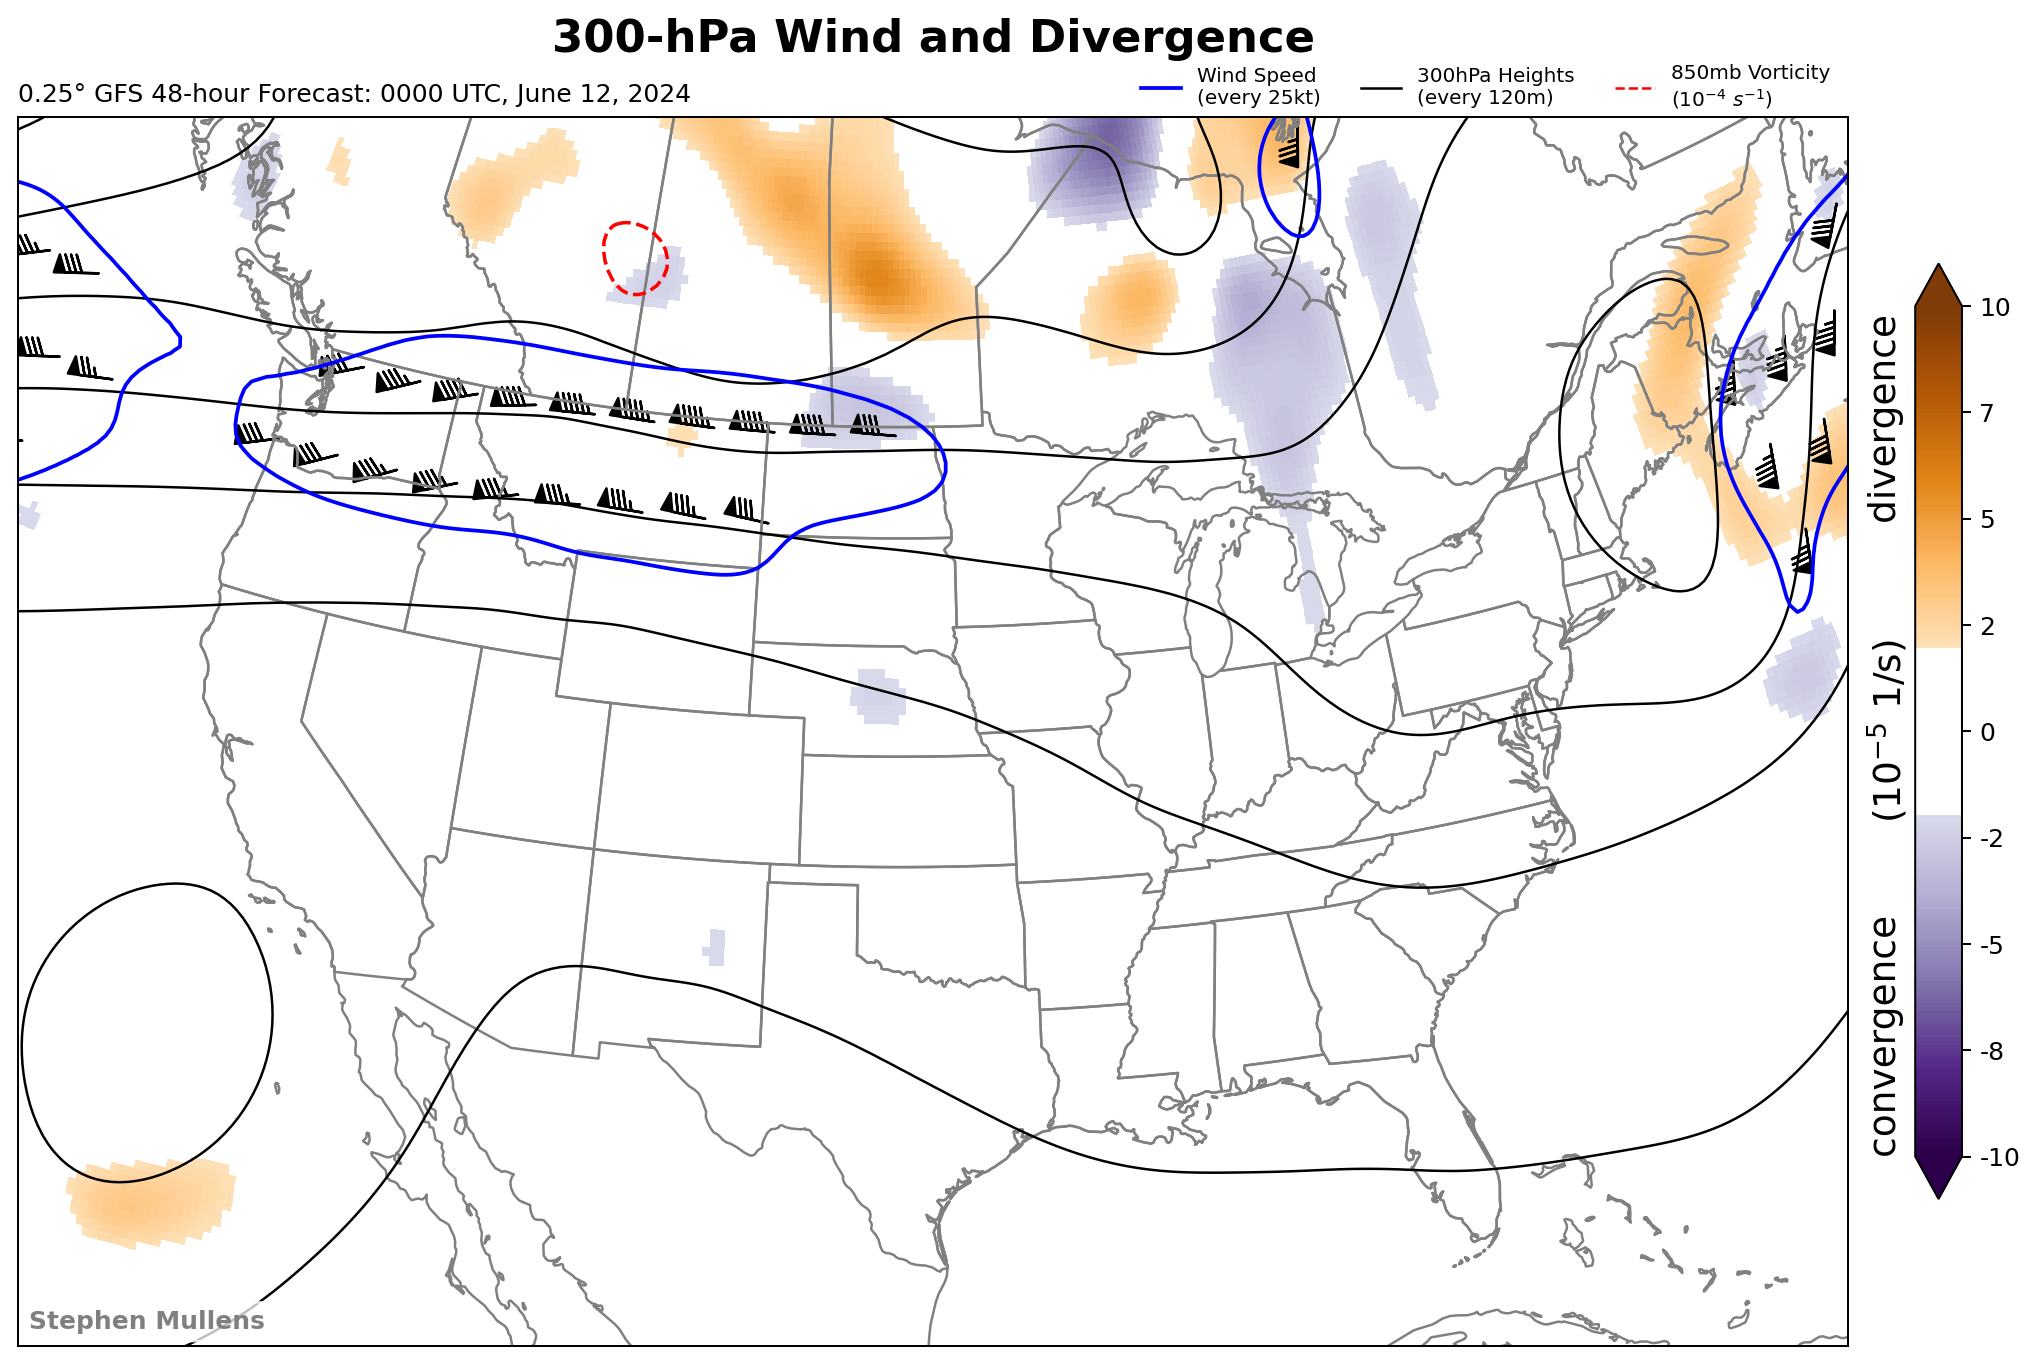 300-hPa Wind and Divergence
0.25° GFS 48-hour Forecast: 0000 UTC, June 12, 2024
Wind Speed
(every 25kt)
300hPa Heights
(every 120m)
850mb Vorticity
(10⁻⁴ s⁻¹)
10
7
5
2
0
-2
-5
-8
-10
convergence (10⁻⁵ 1/s) divergence
Stephen Mullens